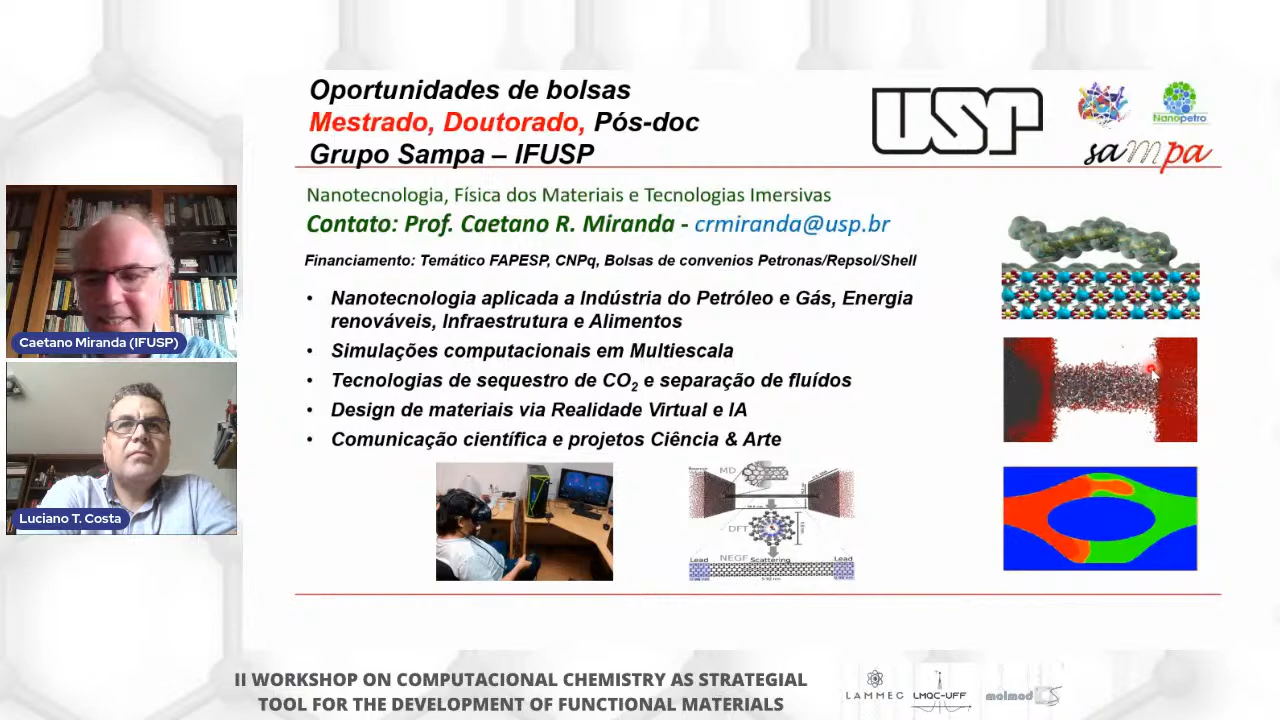 Oportunidades de bolsas
Mestrado, Doutorado, Pós-doc
Grupo Sampa – IFUSP
USP
Nanopetro
sampa
Nanotecnologia, Física dos Materiais e Tecnologias Imersivas
Contato: Prof. Caetano R. Miranda - crmiranda@usp.br
Financiamento: Temático FAPESP, CNPq, Bolsas de convenios Petronas/Repsol/Shell
• Nanotecnologia aplicada a Indústria do Petróleo e Gás, Energia
renováveis, Infraestrutura e Alimentos
• Simulações computacionais em Multiescala
• Tecnologias de sequestro de CO2 e separação de fluídos
• Design de materiais via Realidade Virtual e IA
• Comunicação científica e projetos Ciência & Arte
MD
DFT
NEGF
Scattering
Lead
Lead
Caetano Miranda (IFUSP)
Luciano T. Costa
II WORKSHOP ON COMPUTACIONAL CHEMISTRY AS STRATEGIAL
TOOL FOR THE DEVELOPMENT OF FUNCTIONAL MATERIALS
LAMMEC
LMQC-UFF
molmod